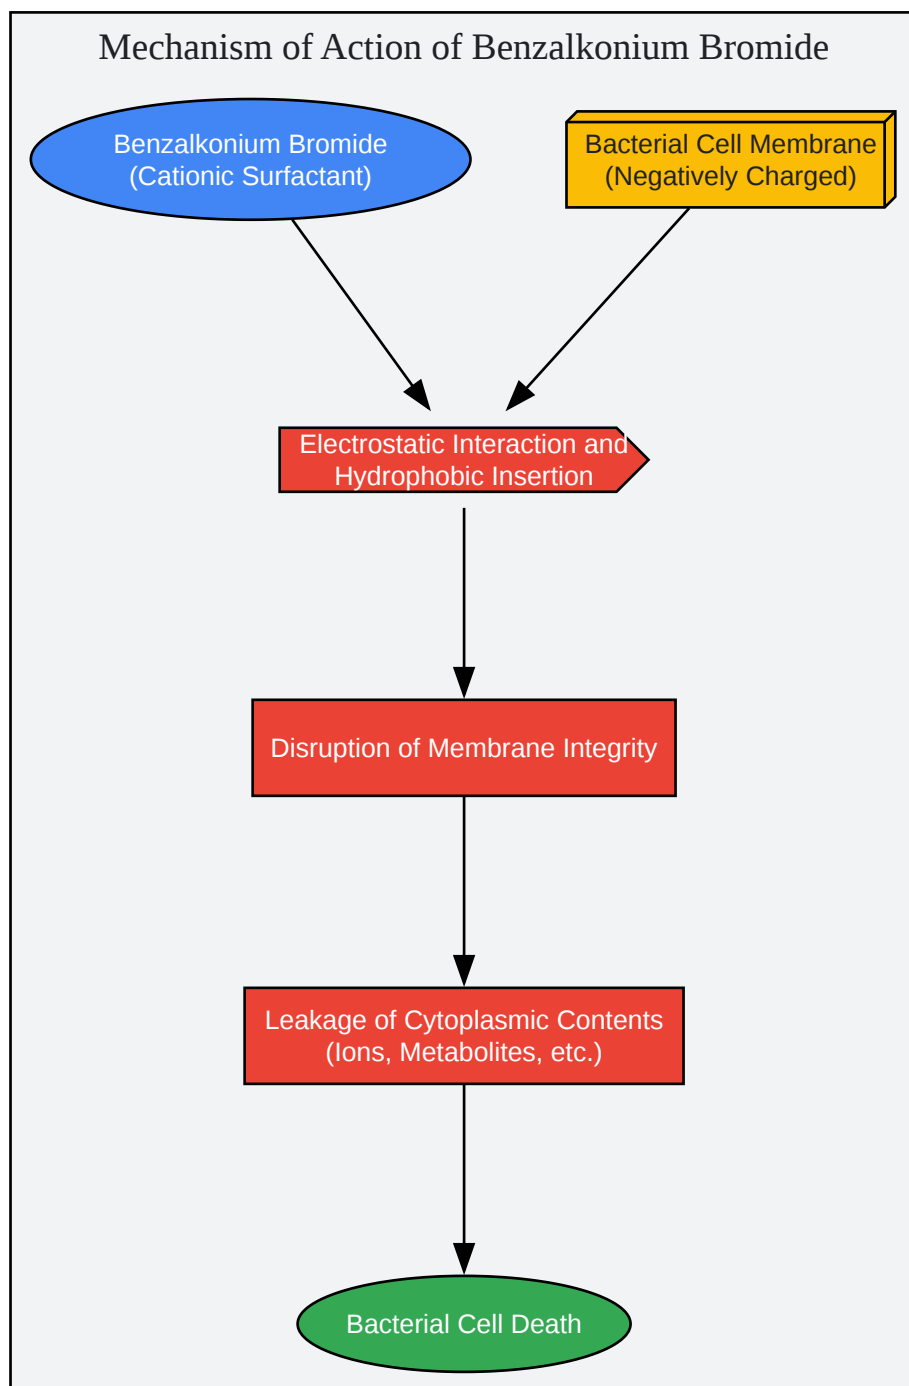 Mechanism of Action of Benzalkonium Bromide
Benzalkonium Bromide
(Cationic Surfactant)
Bacterial Cell Membrane
(Negatively Charged)
Electrostatic Interaction and
Hydrophobic Insertion
Disruption of Membrane Integrity
Leakage of Cytoplasmic Contents
(Ions, Metabolites, etc.)
Bacterial Cell Death